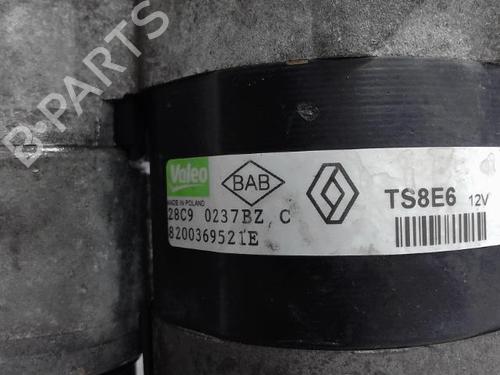 B-PARTS
Valeo
MADE IN POLAND
BAB
TS8E6 12V
28C9 0237BZ C
8200369521E